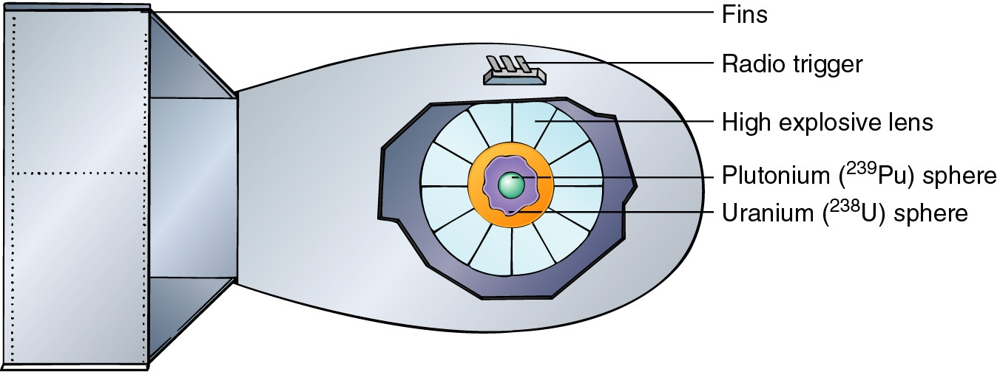 Fins
Radio trigger
High explosive lens
Plutonium (²³⁹Pu) sphere
Uranium (²³⁸U) sphere